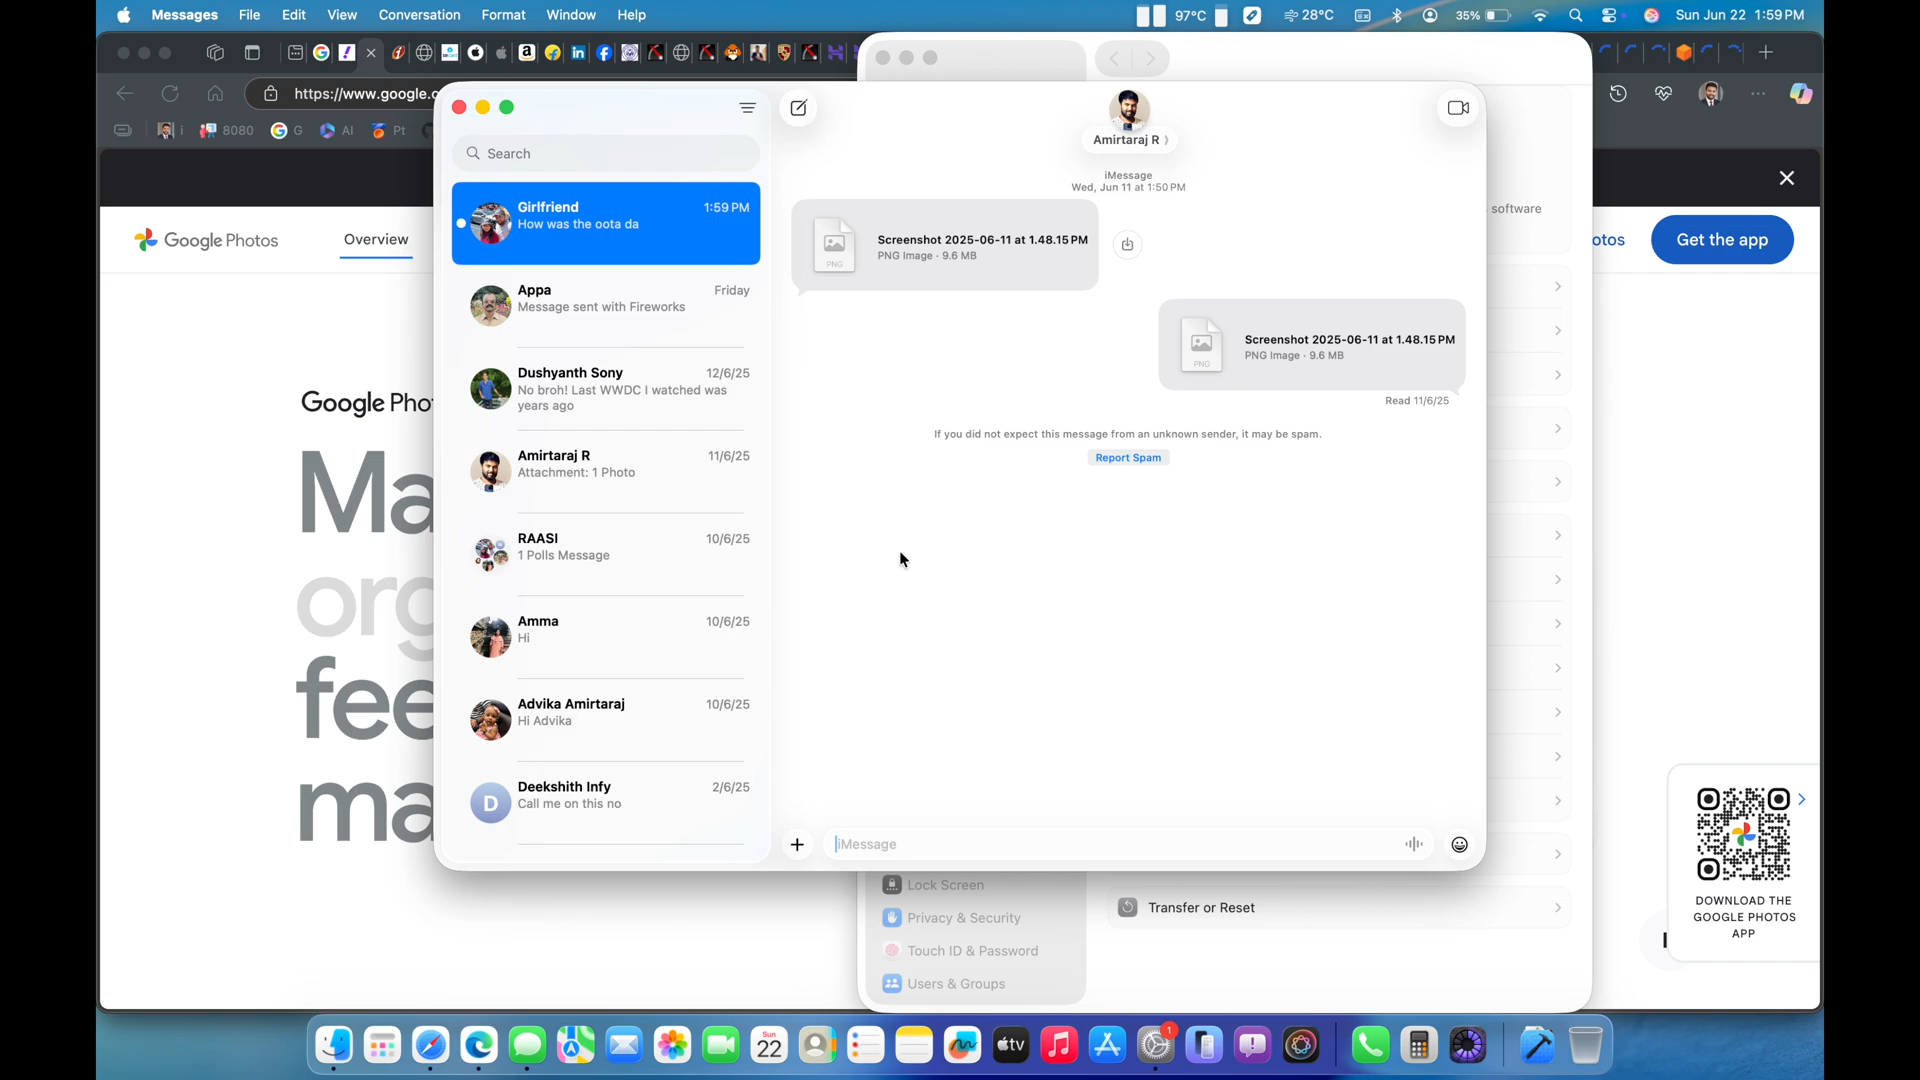 Messages File Edit View Conversation Format Window Help 97°C 28°C 35% Sun Jun 22 1:59 PM
https://www.google.c
i 8080 G AI Pt
Google Photos Overview
otos Get the app
Google Pho
Ma
org
fee
ma
software
Search
Girlfriend 1:59 PM
How was the oota da
Appa Friday
Message sent with Fireworks
Dushyanth Sony 12/6/25
No broh! Last WWDC I watched was
years ago
Amirtaraj R 11/6/25
Attachment: 1 Photo
RAASI 10/6/25
1 Polls Message
Amma 10/6/25
Hi
Advika Amirtaraj 10/6/25
Hi Advika
D
Deekshith Infy 2/6/25
Call me on this no
Amirtaraj R
iMessage
Wed, Jun 11 at 1:50 PM
PNG
Screenshot 2025-06-11 at 1.48.15 PM
PNG Image · 9.6 MB
PNG
Screenshot 2025-06-11 at 1.48.15 PM
PNG Image · 9.6 MB
Read 11/6/25
If you did not expect this message from an unknown sender, it may be spam.
Report Spam
iMessage
Lock Screen
Privacy & Security
Touch ID & Password
Users & Groups
Transfer or Reset
DOWNLOAD THE
GOOGLE PHOTOS
APP
Sun
22
tv
1